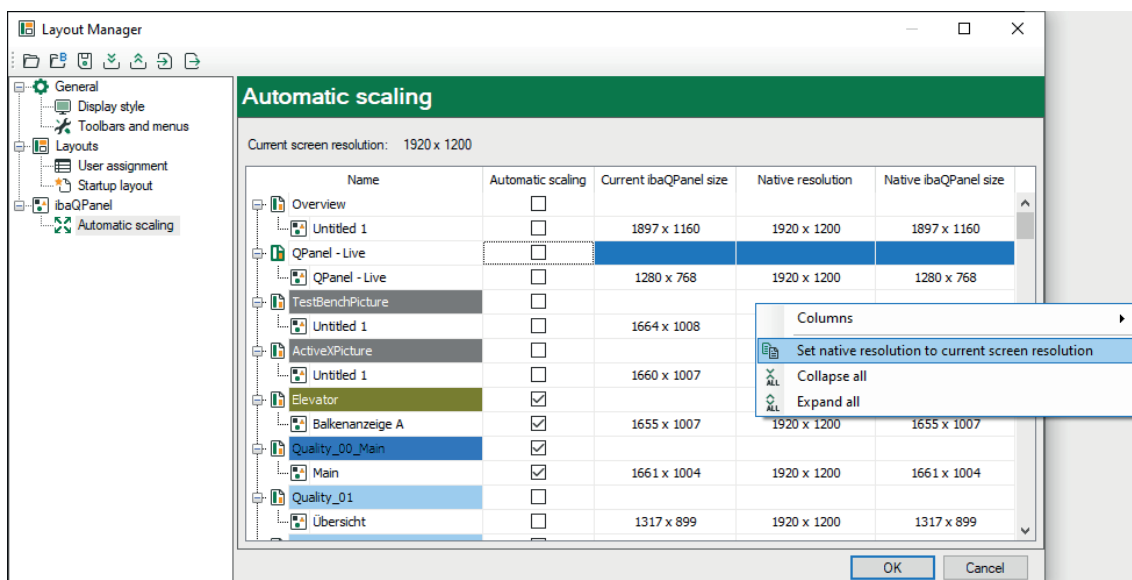 Layout Manager
General
Display style
Toolbars and menus
Layouts
User assignment
Startup layout
ibaQPanel
Automatic scaling
Automatic scaling
Current screen resolution: 1920 x 1200
Name Automatic scaling Current ibaQPanel size Native resolution Native ibaQPanel size
Overview
Untitled 1 1897 x 1160 1920 x 1200 1897 x 1160
QPanel - Live
QPanel - Live 1280 x 768 1920 x 1200 1280 x 768
TestBenchPicture
Untitled 1 1664 x 1008
ActiveXPicture
Untitled 1 1660 x 1007
Elevator
Balkenanzeige A 1655 x 1007 1920 x 1200 1655 x 1007
Quality_00_Main
Main 1661 x 1004 1920 x 1200 1661 x 1004
Quality_01
Übersicht 1317 x 899 1920 x 1200 1317 x 899
Columns
Set native resolution to current screen resolution
ALL Collapse all
ALL Expand all
OK Cancel